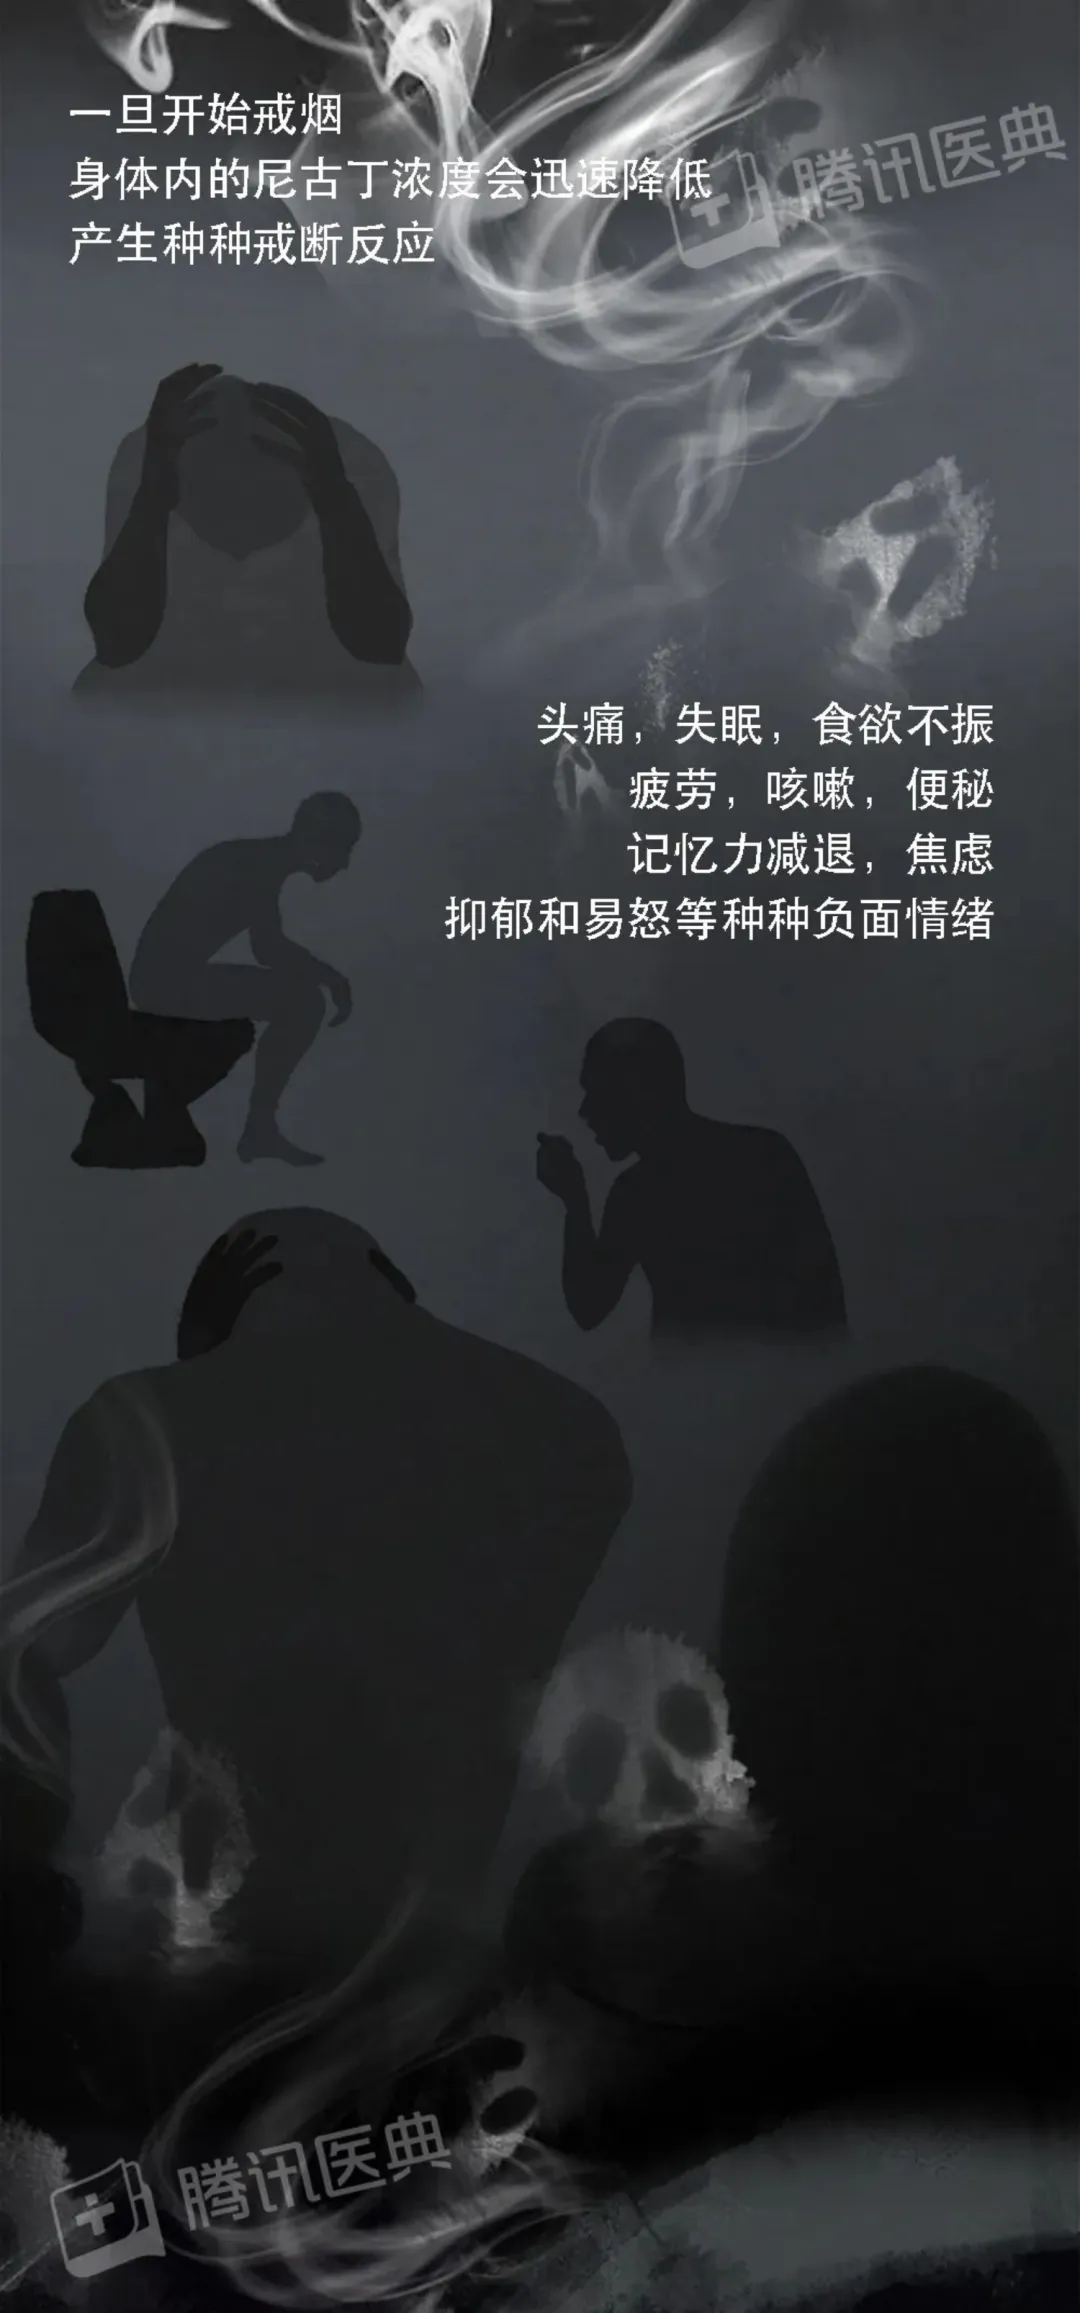 一旦开始戒烟
身体内的尼古丁浓度会迅速降低
产生种种戒断反应
腾讯医典
头痛，失眠，食欲不振
疲劳，咳嗽，便秘
记忆力减退，焦虑
抑郁和易怒等种种负面情绪
腾讯医典